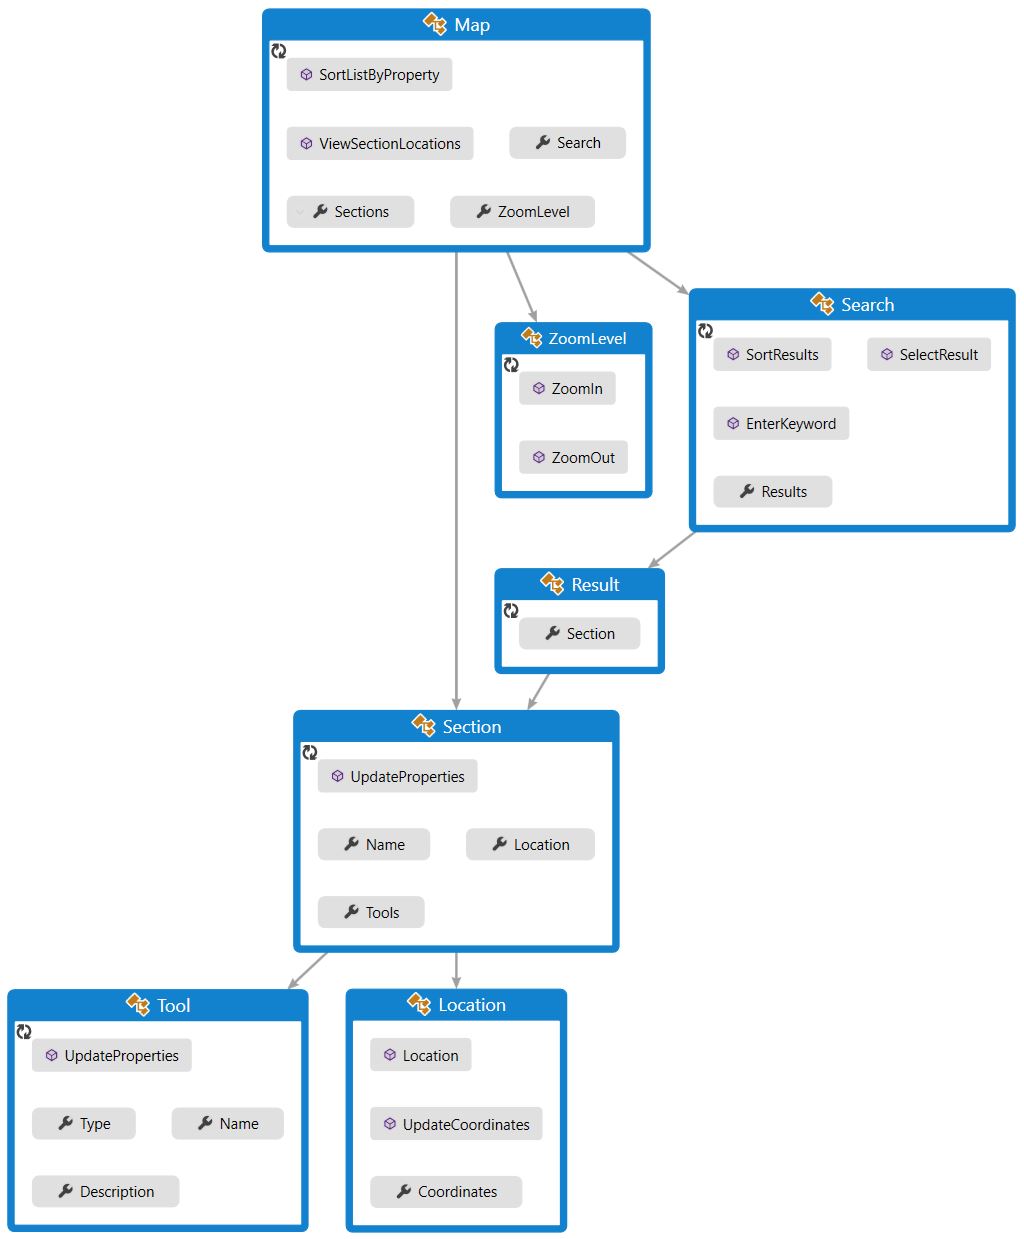 Map
SortListByProperty
ViewSectionLocations
Search
Sections
ZoomLevel
Search
SortResults
SelectResult
EnterKeyword
Results
ZoomLevel
ZoomIn
ZoomOut
Result
Section
Section
UpdateProperties
Name
Location
Tools
Tool
UpdateProperties
Type
Name
Description
Location
Location
UpdateCoordinates
Coordinates